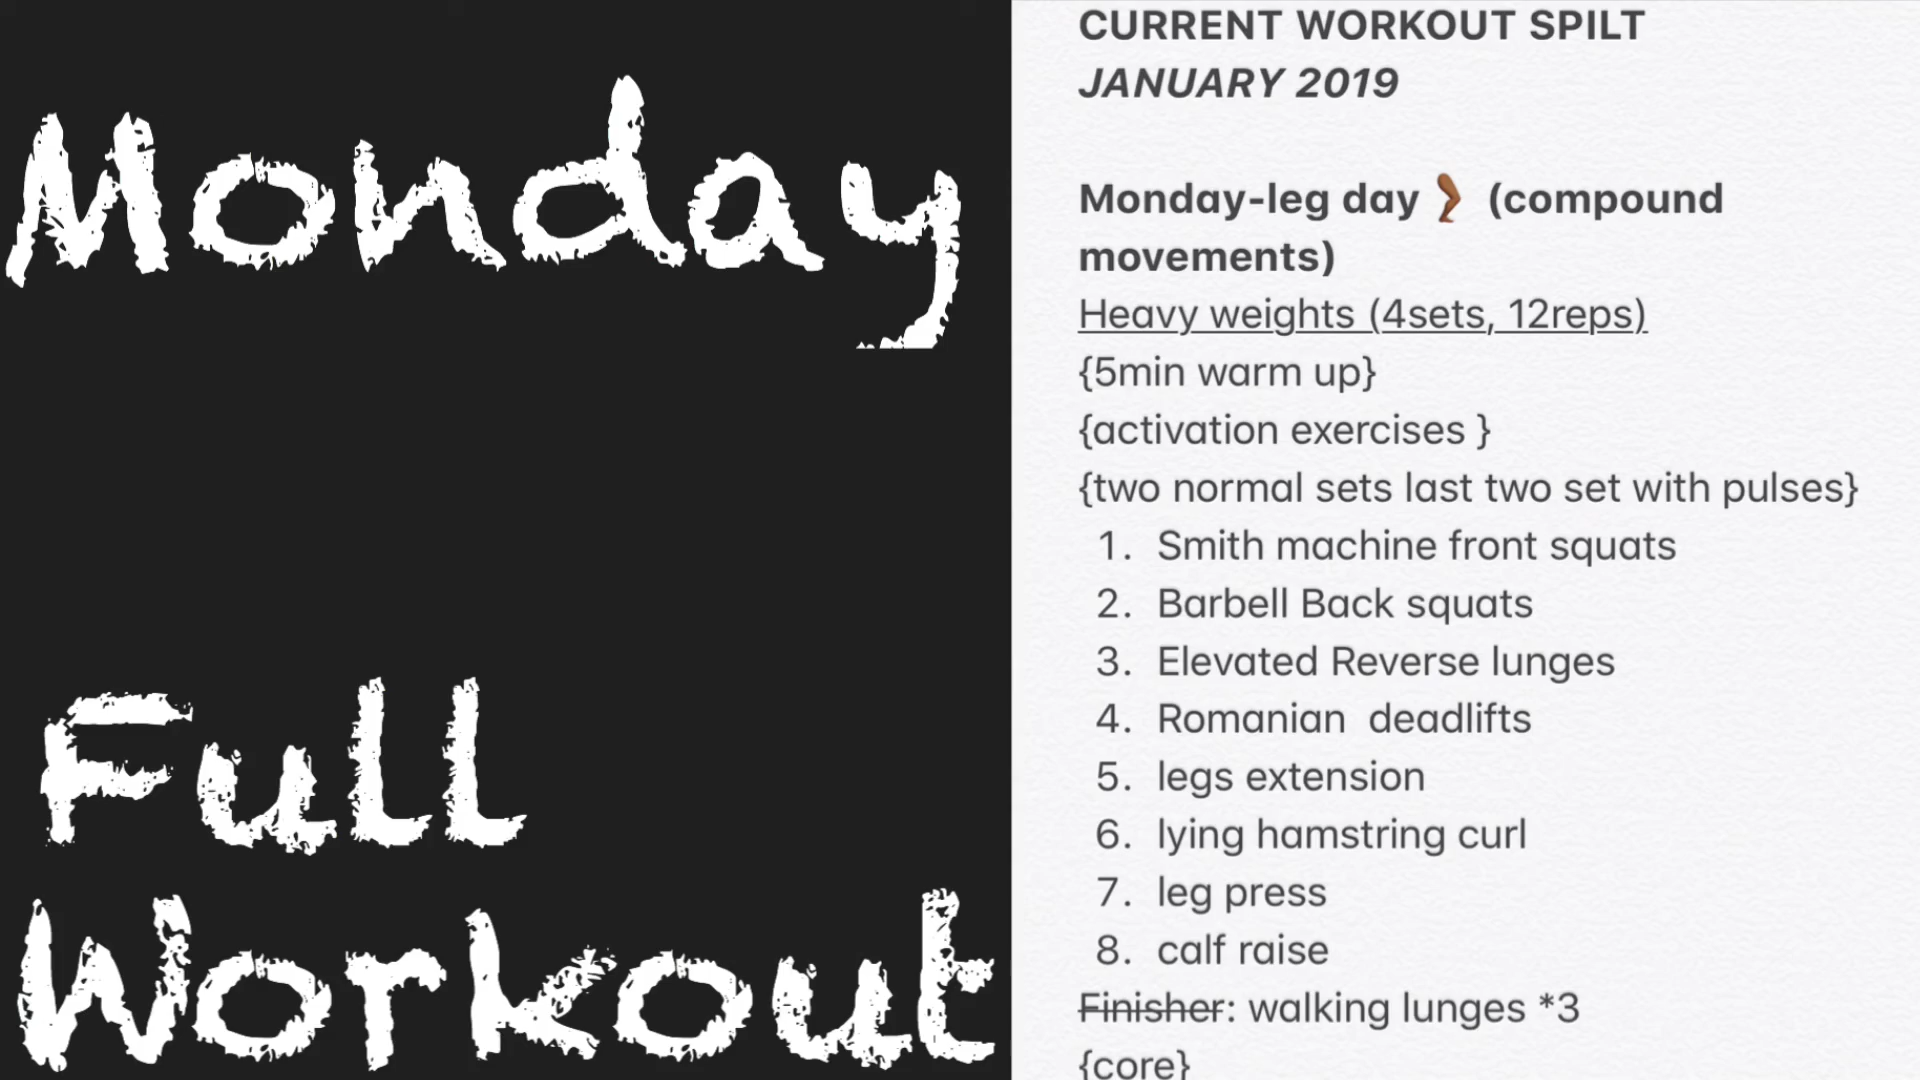 Monday
Full
Workout
CURRENT WORKOUT SPILT
JANUARY 2019
Monday-leg day 🦵🏾 (compound
movements)
Heavy weights (4sets, 12reps)
{5min warm up}
{activation exercises }
{two normal sets last two set with pulses}
1. Smith machine front squats
2. Barbell Back squats
3. Elevated Reverse lunges
4. Romanian  deadlifts
5. legs extension
6. lying hamstring curl
7. leg press
8. calf raise
Finisher: walking lunges *3
{core}